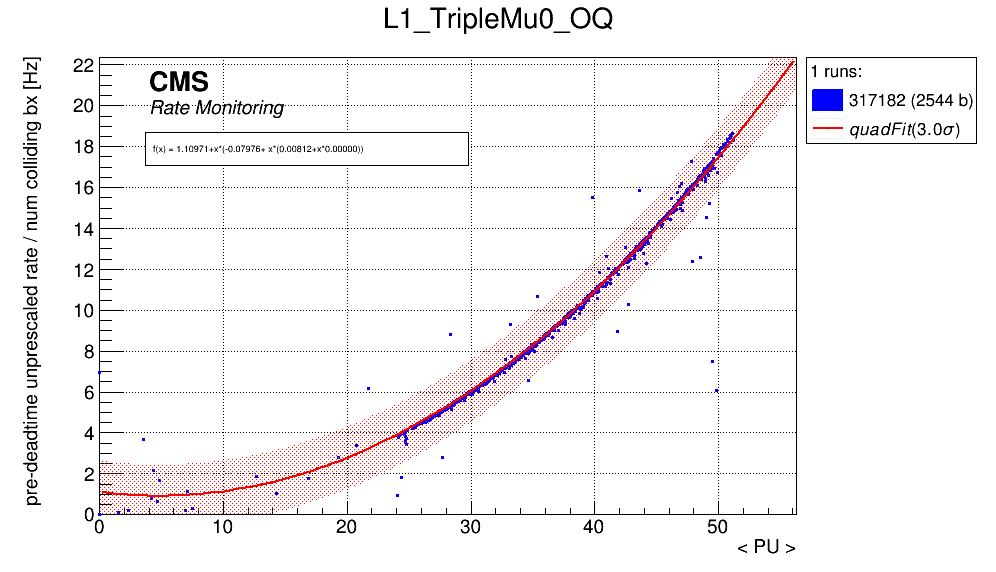 L1_TripleMu0_OQ
pre-deadtime unprescaled rate / num colliding bx [Hz]
CMS
Rate Monitoring
f(x) = 1.10971+x*(-0.07976+ x*(0.00812+x*0.00000))
22
20
18
16
14
12
10
8
6
4
2
0
0 10 20 30 40 50
< PU >
1 runs:
317182 (2544 b)
quadFit(3.0σ)